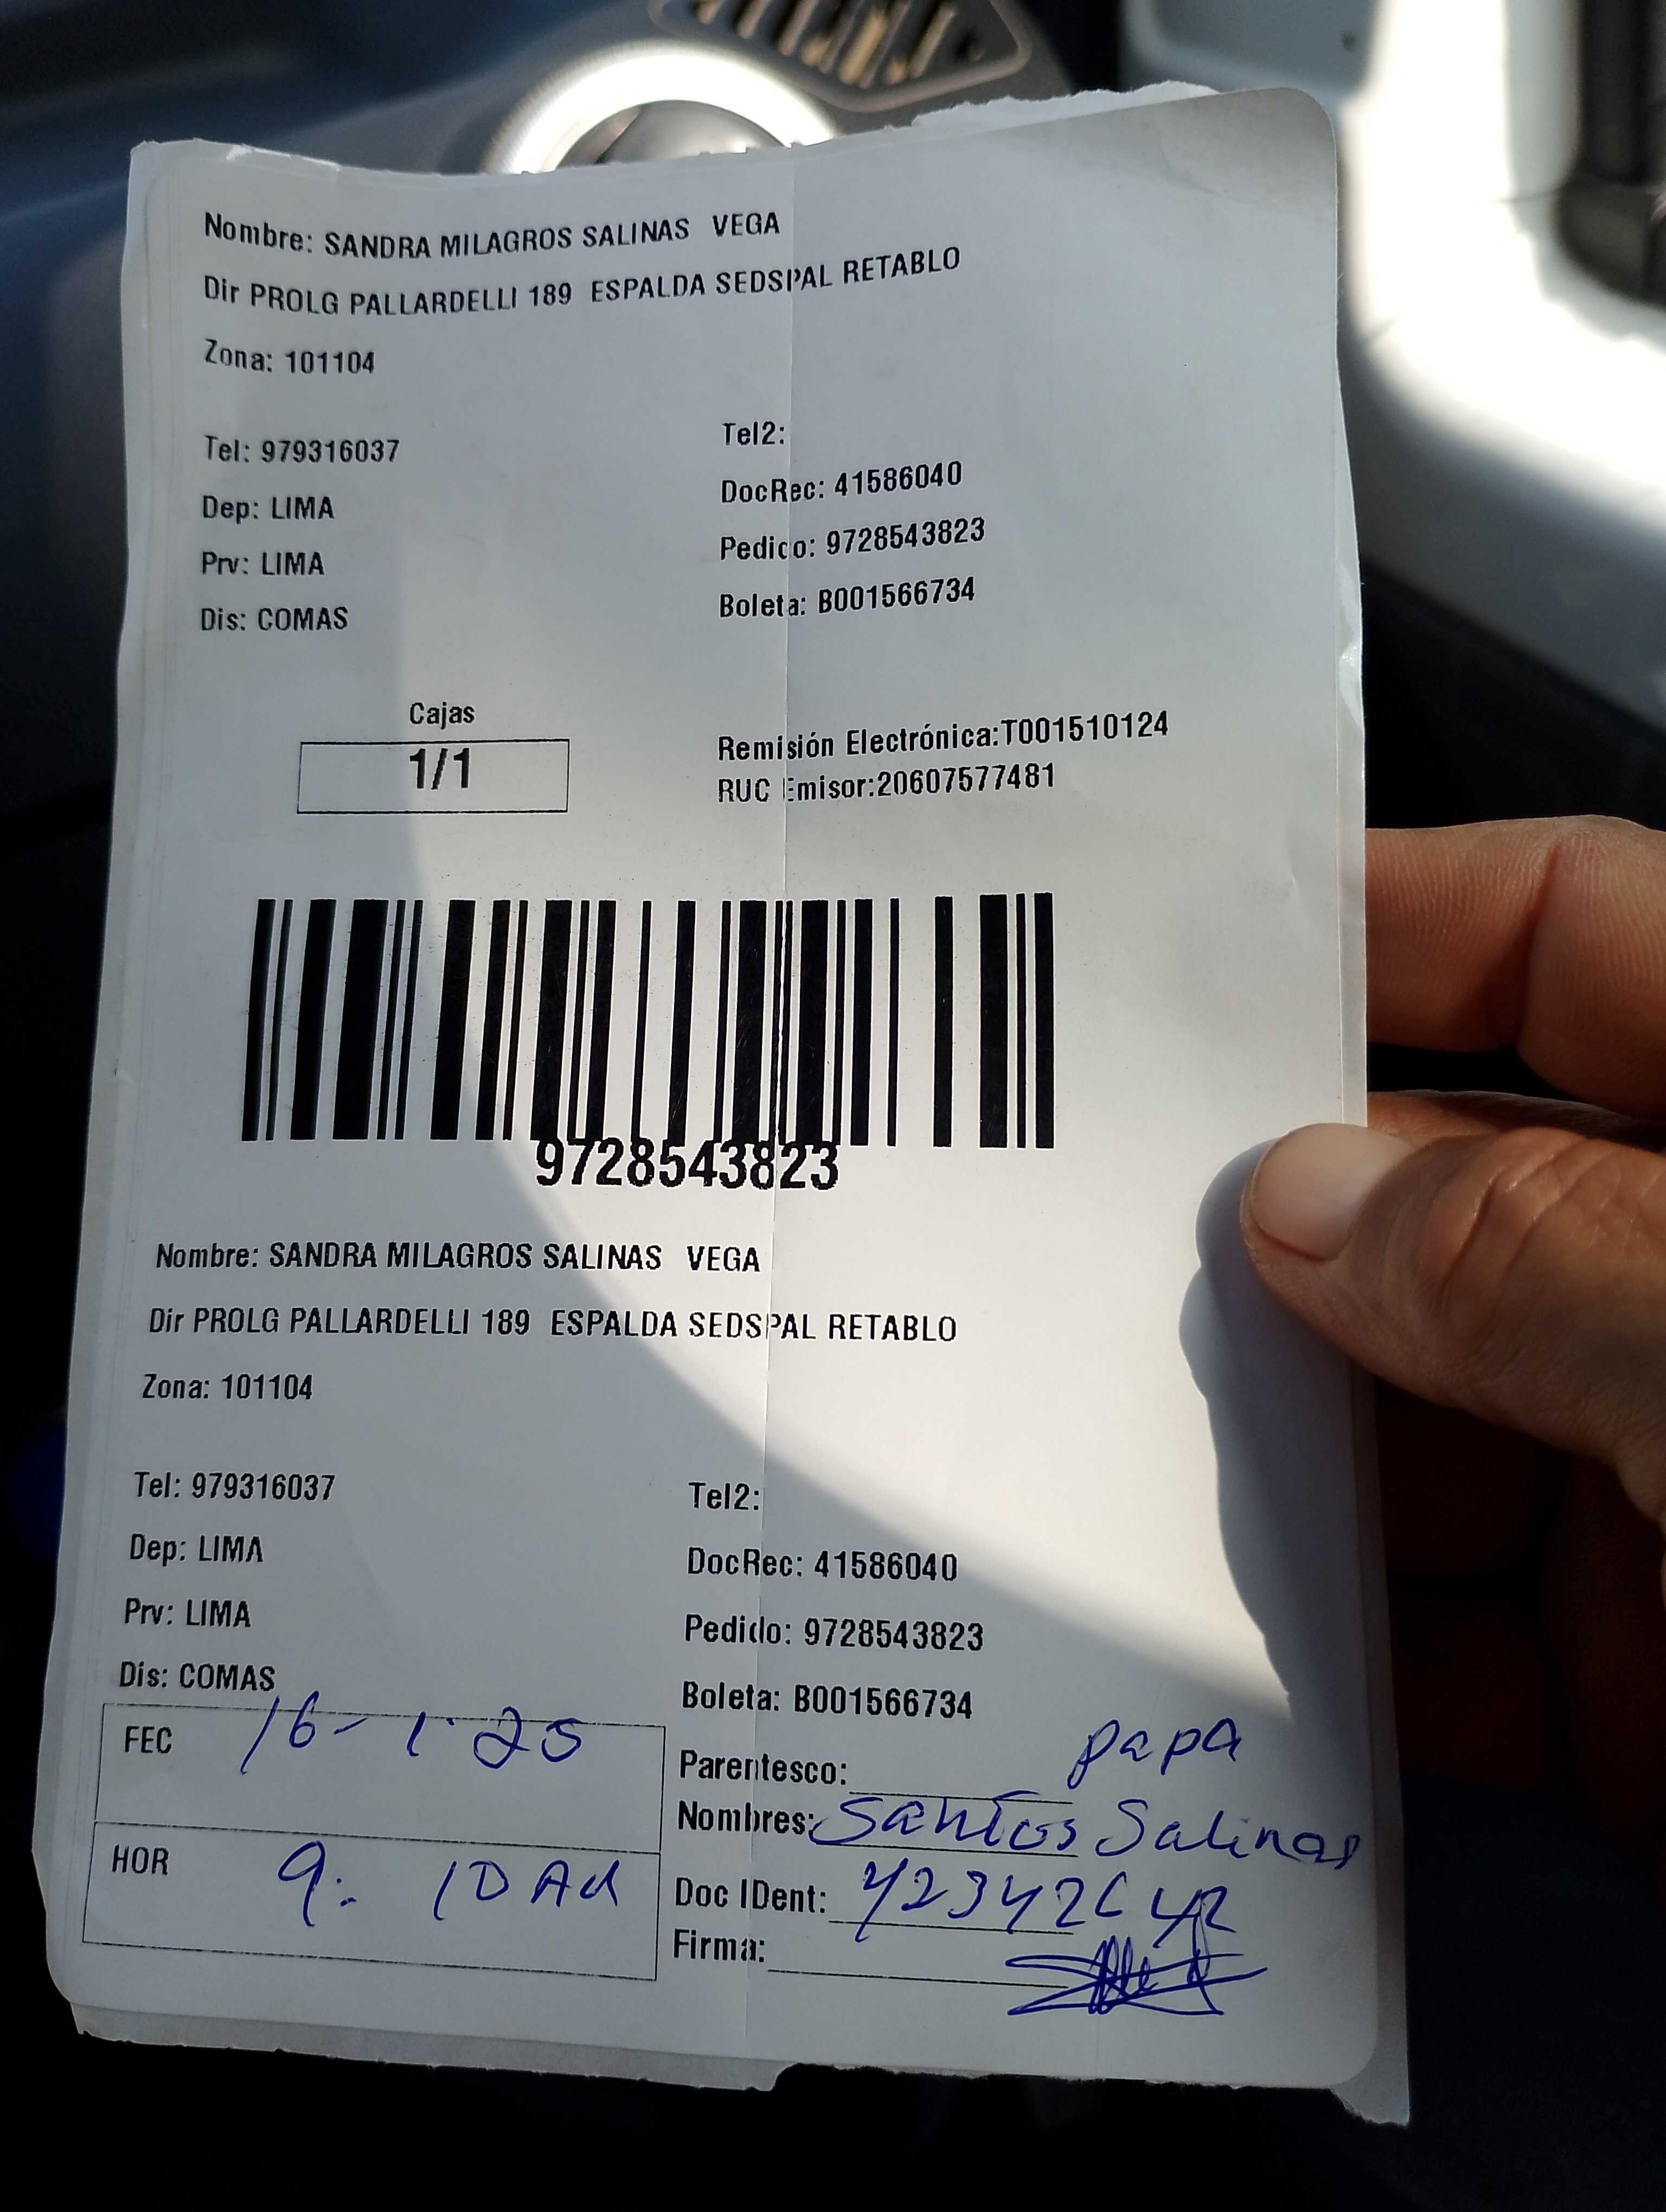 Nombre: SANDRA MILAGROS SALINAS VEGA
Dir PROLG PALLARDELLI 189 ESPALDA SEDSPAL RETABLO
Zona: 101104
Tel: 979316037
Dep: LIMA
Prv: LIMA
Dis: COMAS
Tel2:
DocRec: 41586040
Pedido: 9728543823
Boleta: B001566734
Cajas
1/1
Remisión Electrónica:T001510124
RUC Emisor:20607577481
9728543823
Nombre: SANDRA MILAGROS SALINAS VEGA
Dir PROLG PALLARDELLI 189 ESPALDA SEDSPAL RETABLO
Zona: 101104
Tel: 979316037
Dep: LIMA
Prv: LIMA
Dis: COMAS
Tel2:
DocRec: 41586040
Pedido: 9728543823
Boleta: B001566734
FEC 16-1-25
HOR 9:10 AM
Parentesco: papa
Nombres: Santos Salinas
Doc IDent:
Firma: